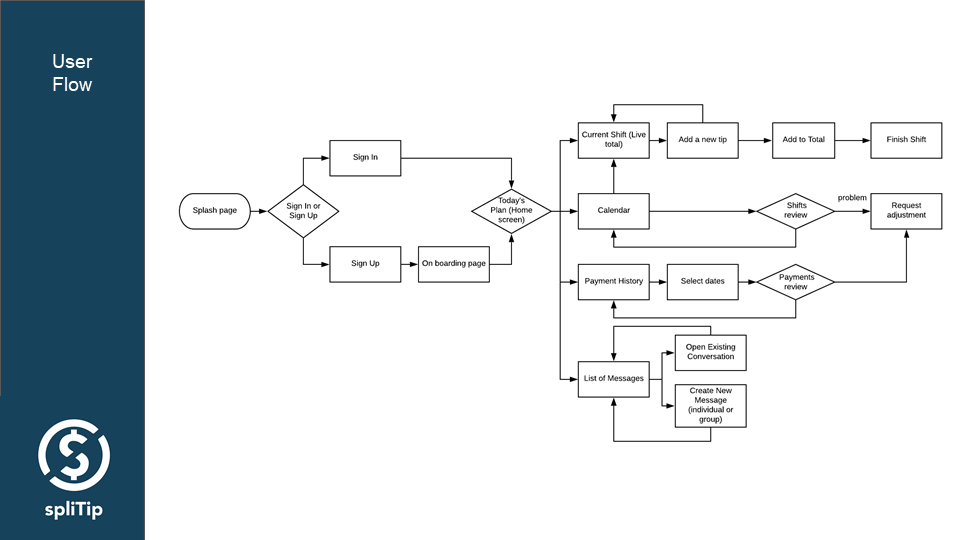 User
Flow
Current Shift (Live
total)
Add a new tip
Add to Total
Finish Shift
Sign In
Splash page
Sign In or
Sign Up
Today's
Plan (Home
screen)
Calendar
Shifts
review
problem
Request
adjustment
Sign Up
On boarding page
Payment History
Select dates
Payments
review
Open Existing
Conversation
List of Messages
Create New
Message
(individual or
group)
spliTip